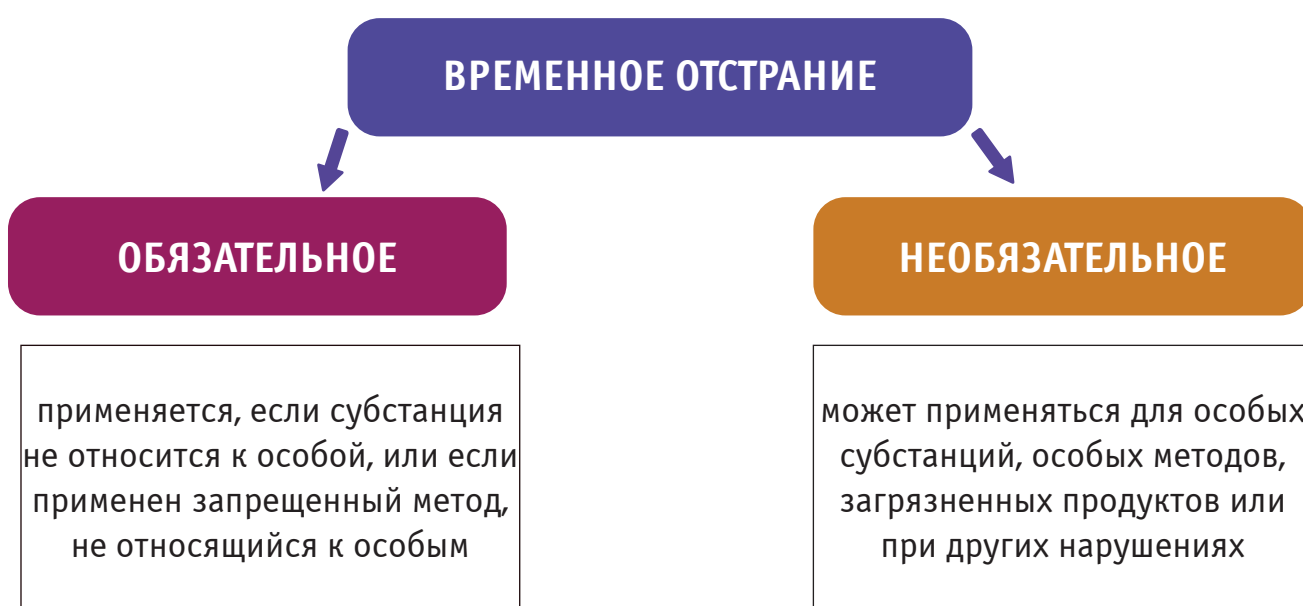 ВРЕМЕННОЕ ОТСТРАНИЕ
ОБЯЗАТЕЛЬНОЕ
НЕОБЯЗАТЕЛЬНОЕ
применяется, если субстанция
не относится к особой, или если
применен запрещенный метод,
не относящийся к особым
может применяться для особых
субстанций, особых методов,
загрязненных продуктов или
при других нарушениях